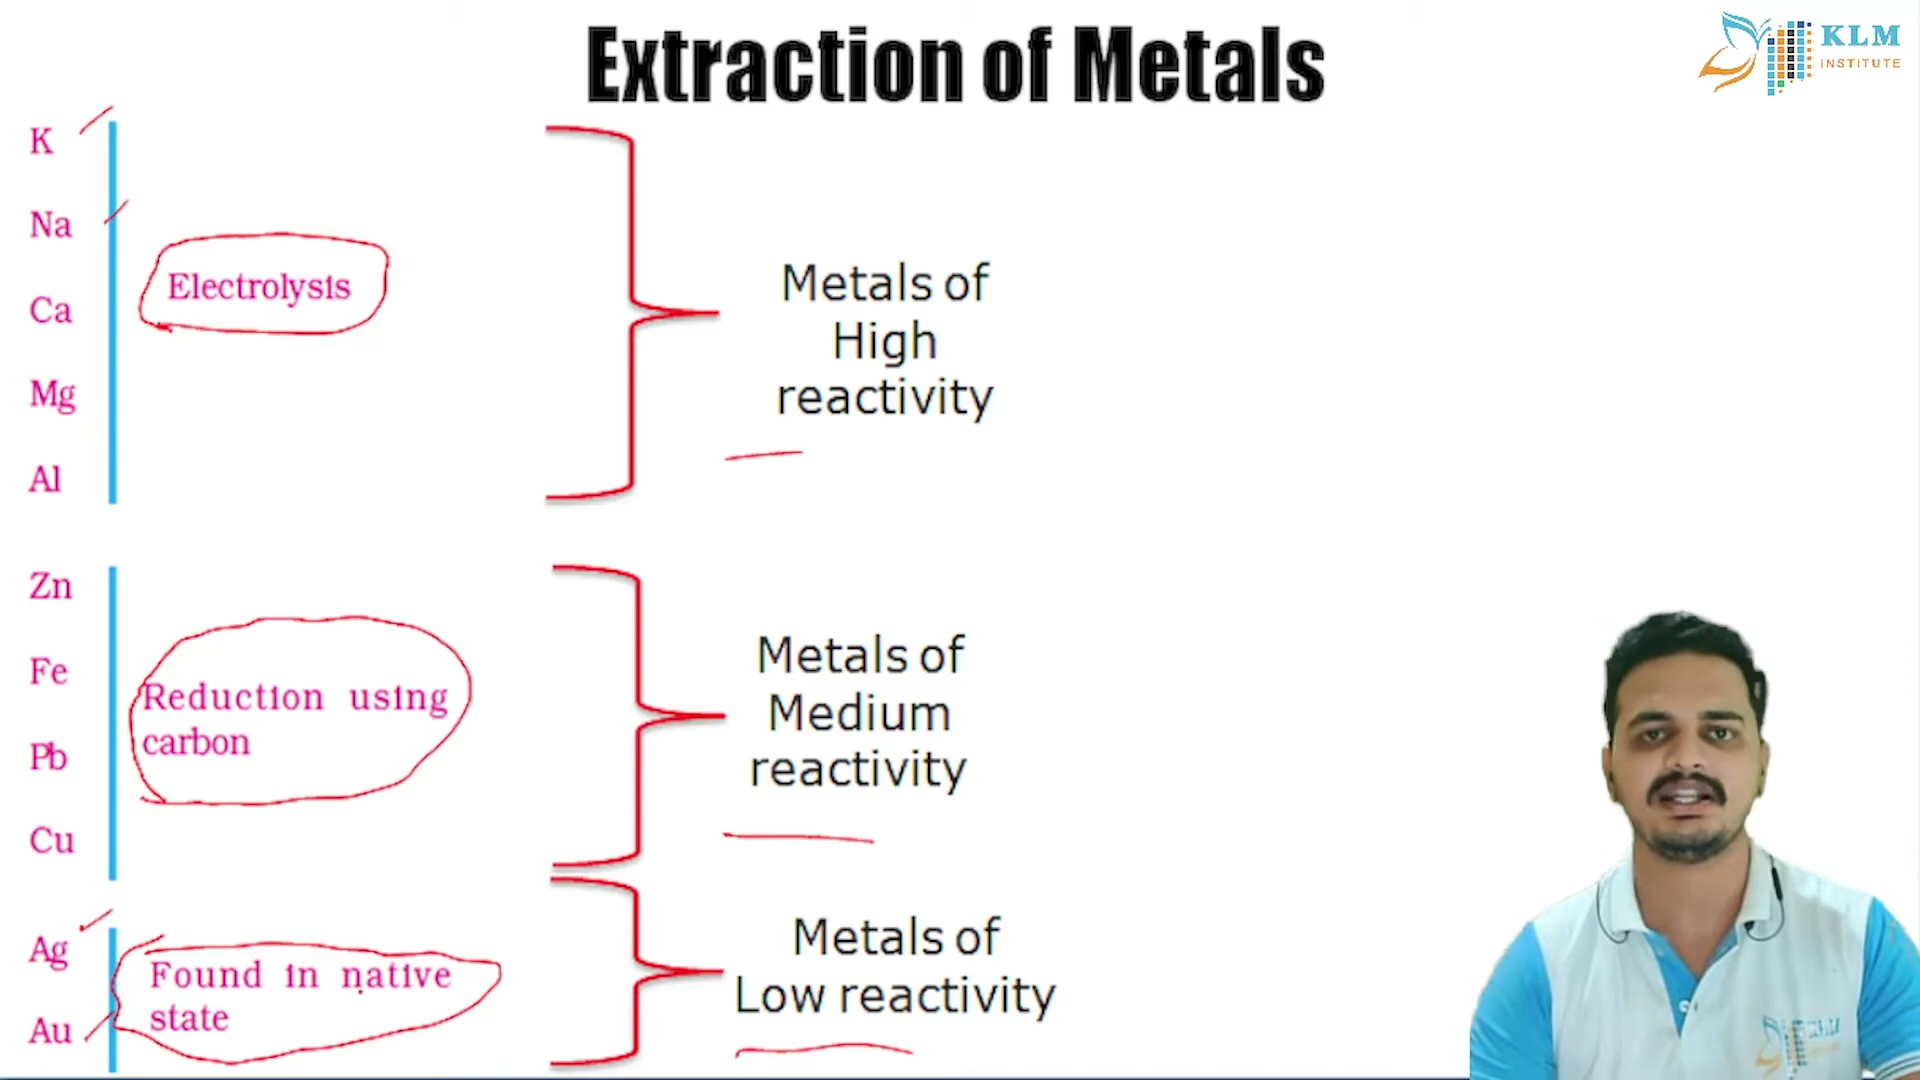 Extraction of Metals
KLM
INSTITUTE
K
Na
Ca
Mg
Al
Electrolysis
Metals of
High
reactivity
Zn
Fe
Pb
Cu
Reduction using
carbon
Metals of
Medium
reactivity
Ag
Au
Found in native
state
Metals of
Low reactivity